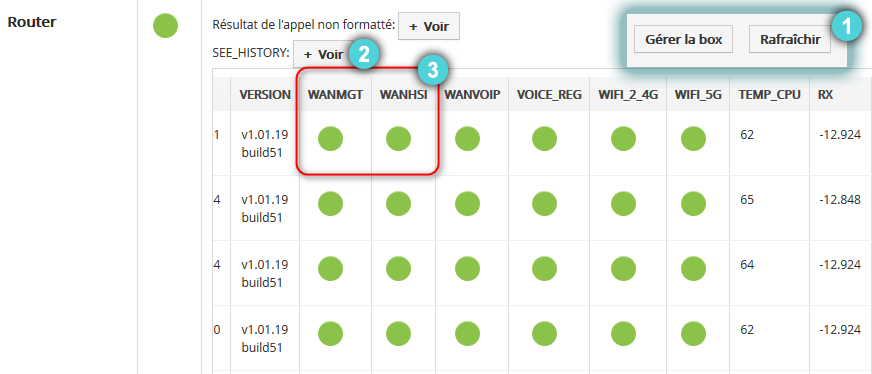 Router
Résultat de l'appel non formatté: + Voir
1
Gérer la box Rafraîchir
SEE_HISTORY: + Voir 2
3
VERSION WANMGT WANHSI WANVOIP VOICE_REG WIFI_2_4G WIFI_5G TEMP_CPU RX
1 v1.01.19 62 -12.924
build51
4 v1.01.19 65 -12.848
build51
4 v1.01.19 64 -12.924
build51
0 v1.01.19 62 -12.924
build51